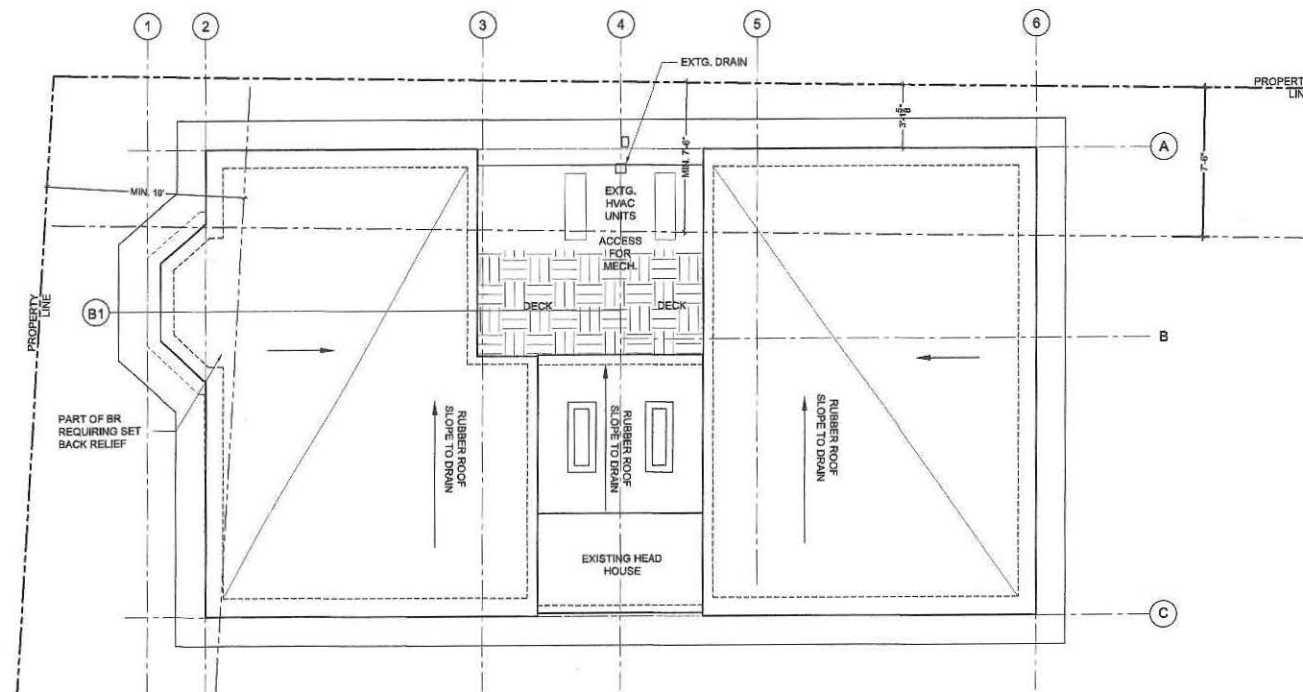 1
2
3
4
5
6
EXTG. DRAIN
PROPERTY
LINE
3'-1 5/8"
A
MIN. 7'-6"
7'-6"
MIN. 10'
EXTG.
HVAC
UNITS
ACCESS
FOR
MECH.
DECK
DECK
B1
B
PROPERTY
LINE
PART OF BR
REQUIRING SET
BACK RELIEF
RUBBER ROOF
SLOPE TO DRAIN
RUBBER ROOF
SLOPE TO DRAIN
RUBBER ROOF
SLOPE TO DRAIN
EXISTING HEAD
HOUSE
C